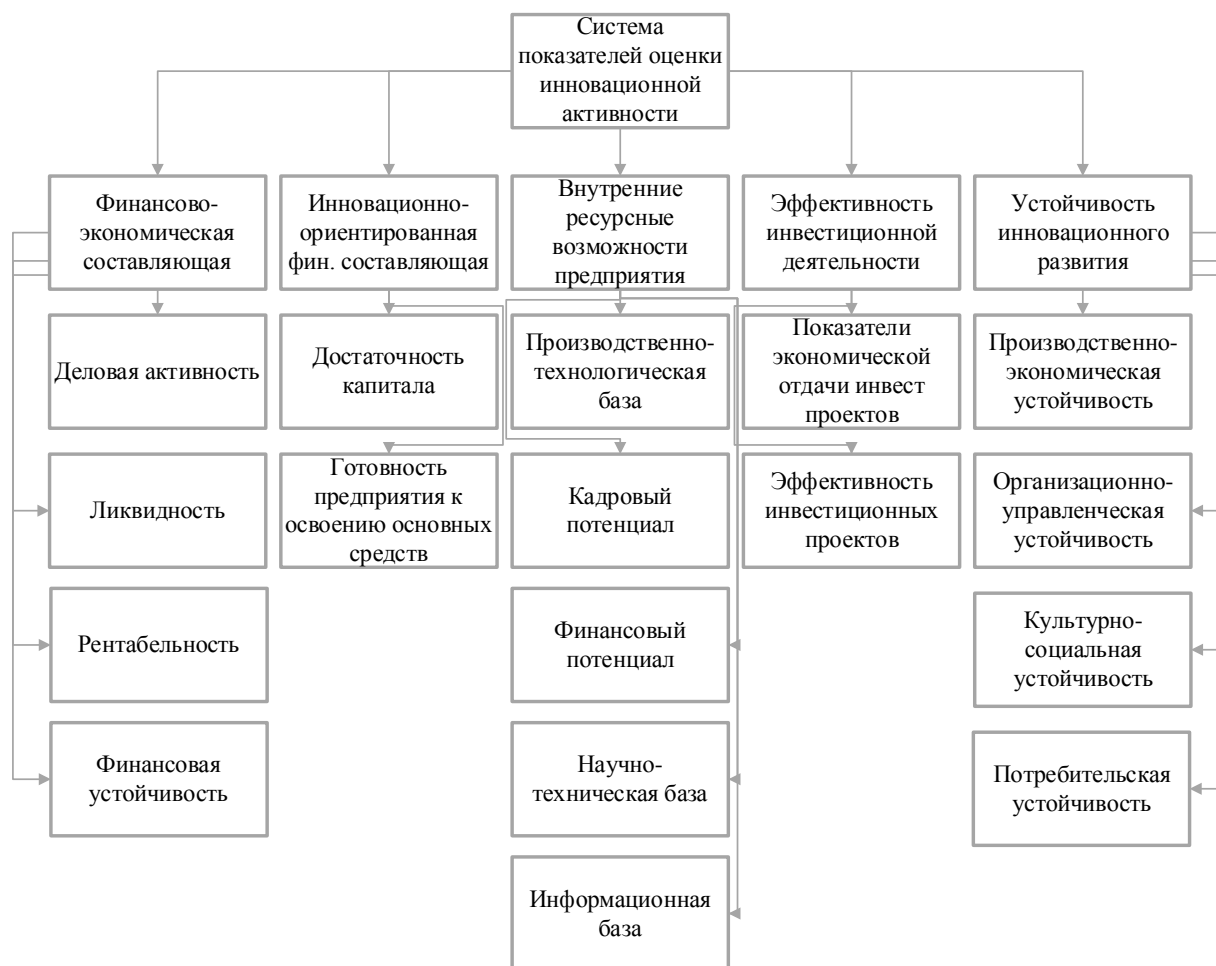 Система
показателей оценки
инновационной
активности
Финансово-
экономическая
составляющая
Инновационно-
ориентированная
фин. составляющая
Внутренние
ресурсные
возможности
предприятия
Эффективность
инвестиционной
деятельности
Устойчивость
инновационного
развития
Деловая активность
Достаточность
капитала
Производственно-
технологическая
база
Показатели
экономической
отдачи инвест
проектов
Производственно-
экономическая
устойчивость
Ликвидность
Готовность
предприятия к
освоению основных
средств
Кадровый
потенциал
Эффективность
инвестиционных
проектов
Организационно-
управленческая
устойчивость
Рентабельность
Финансовый
потенциал
Культурно-
социальная
устойчивость
Финансовая
устойчивость
Научно-
техническая база
Потребительская
устойчивость
Информационная
база